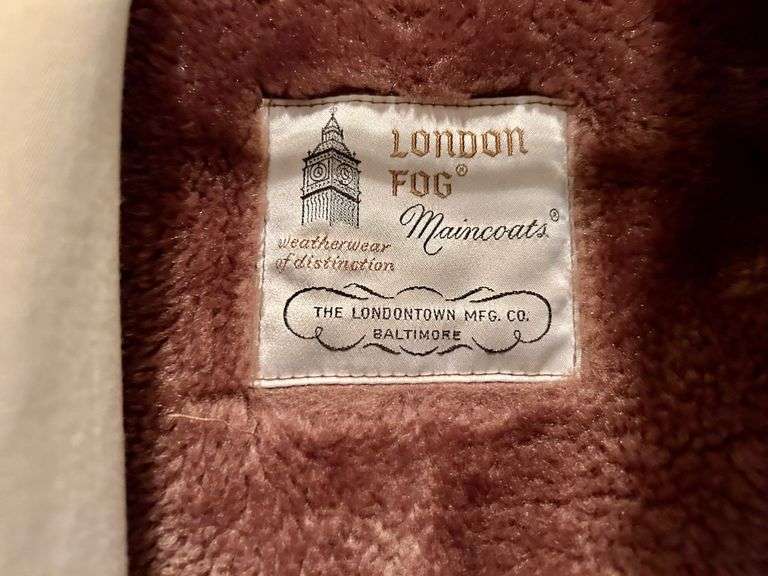 LONDON
FOG®
Maincoats®
weatherwear
of distinction
THE LONDONTOWN MFG. CO.
BALTIMORE